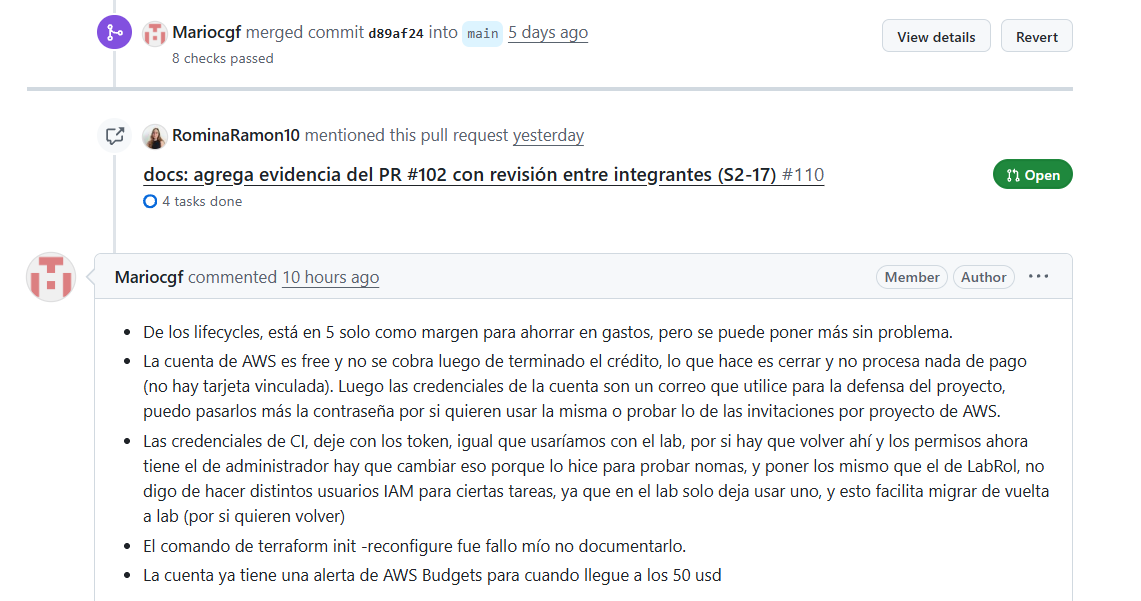 Mariocgf merged commit d89af24 into main 5 days ago
View details
Revert
8 checks passed
RominaRamon10 mentioned this pull request yesterday
docs: agrega evidencia del PR #102 con revisión entre integrantes (S2-17) #110
Open
4 tasks done
Mariocgf commented 10 hours ago
Member
Author
De los lifecycles, está en 5 solo como margen para ahorrar en gastos, pero se puede poner más sin problema.
La cuenta de AWS es free y no se cobra luego de terminado el crédito, lo que hace es cerrar y no procesa nada de pago
(no hay tarjeta vinculada). Luego las credenciales de la cuenta son un correo que utilice para la defensa del proyecto,
puedo pasarlos más la contraseña por si quieren usar la misma o probar lo de las invitaciones por proyecto de AWS.
Las credenciales de CI, deje con los token, igual que usaríamos con el lab, por si hay que volver ahí y los permisos ahora
tiene el de administrador hay que cambiar eso porque lo hice para probar nomas, y poner los mismo que el de LabRol, no
digo de hacer distintos usuarios IAM para ciertas tareas, ya que en el lab solo deja usar uno, y esto facilita migrar de vuelta
a lab (por si quieren volver)
El comando de terraform init -reconfigure fue fallo mío no documentarlo.
La cuenta ya tiene una alerta de AWS Budgets para cuando llegue a los 50 usd